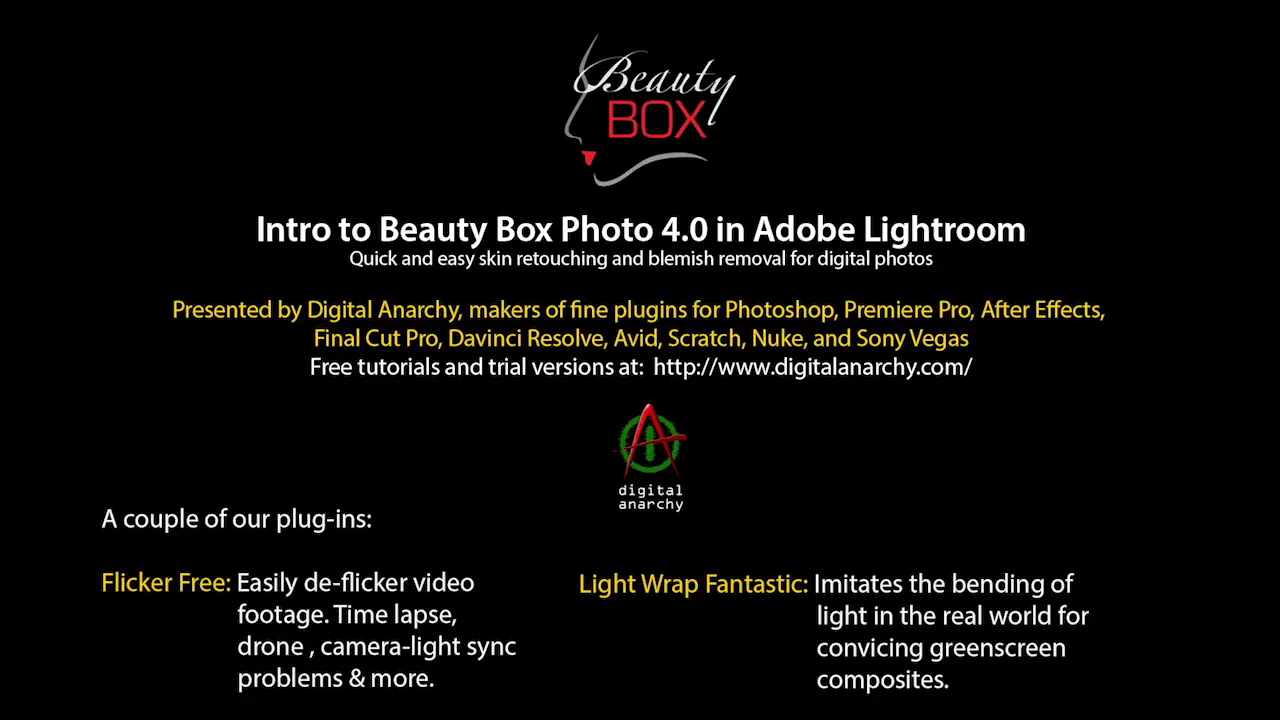 Beauty
BOX
Intro to Beauty Box Photo 4.0 in Adobe Lightroom
Quick and easy skin retouching and blemish removal for digital photos
Presented by Digital Anarchy, makers of fine plugins for Photoshop, Premiere Pro, After Effects,
Final Cut Pro, Davinci Resolve, Avid, Scratch, Nuke, and Sony Vegas
Free tutorials and trial versions at: http://www.digitalanarchy.com/
digital
anarchy
A couple of our plug-ins:
Flicker Free: Easily de-flicker video
footage. Time lapse,
drone , camera-light sync
problems & more.
Light Wrap Fantastic: Imitates the bending of
light in the real world for
convicing greenscreen
composites.